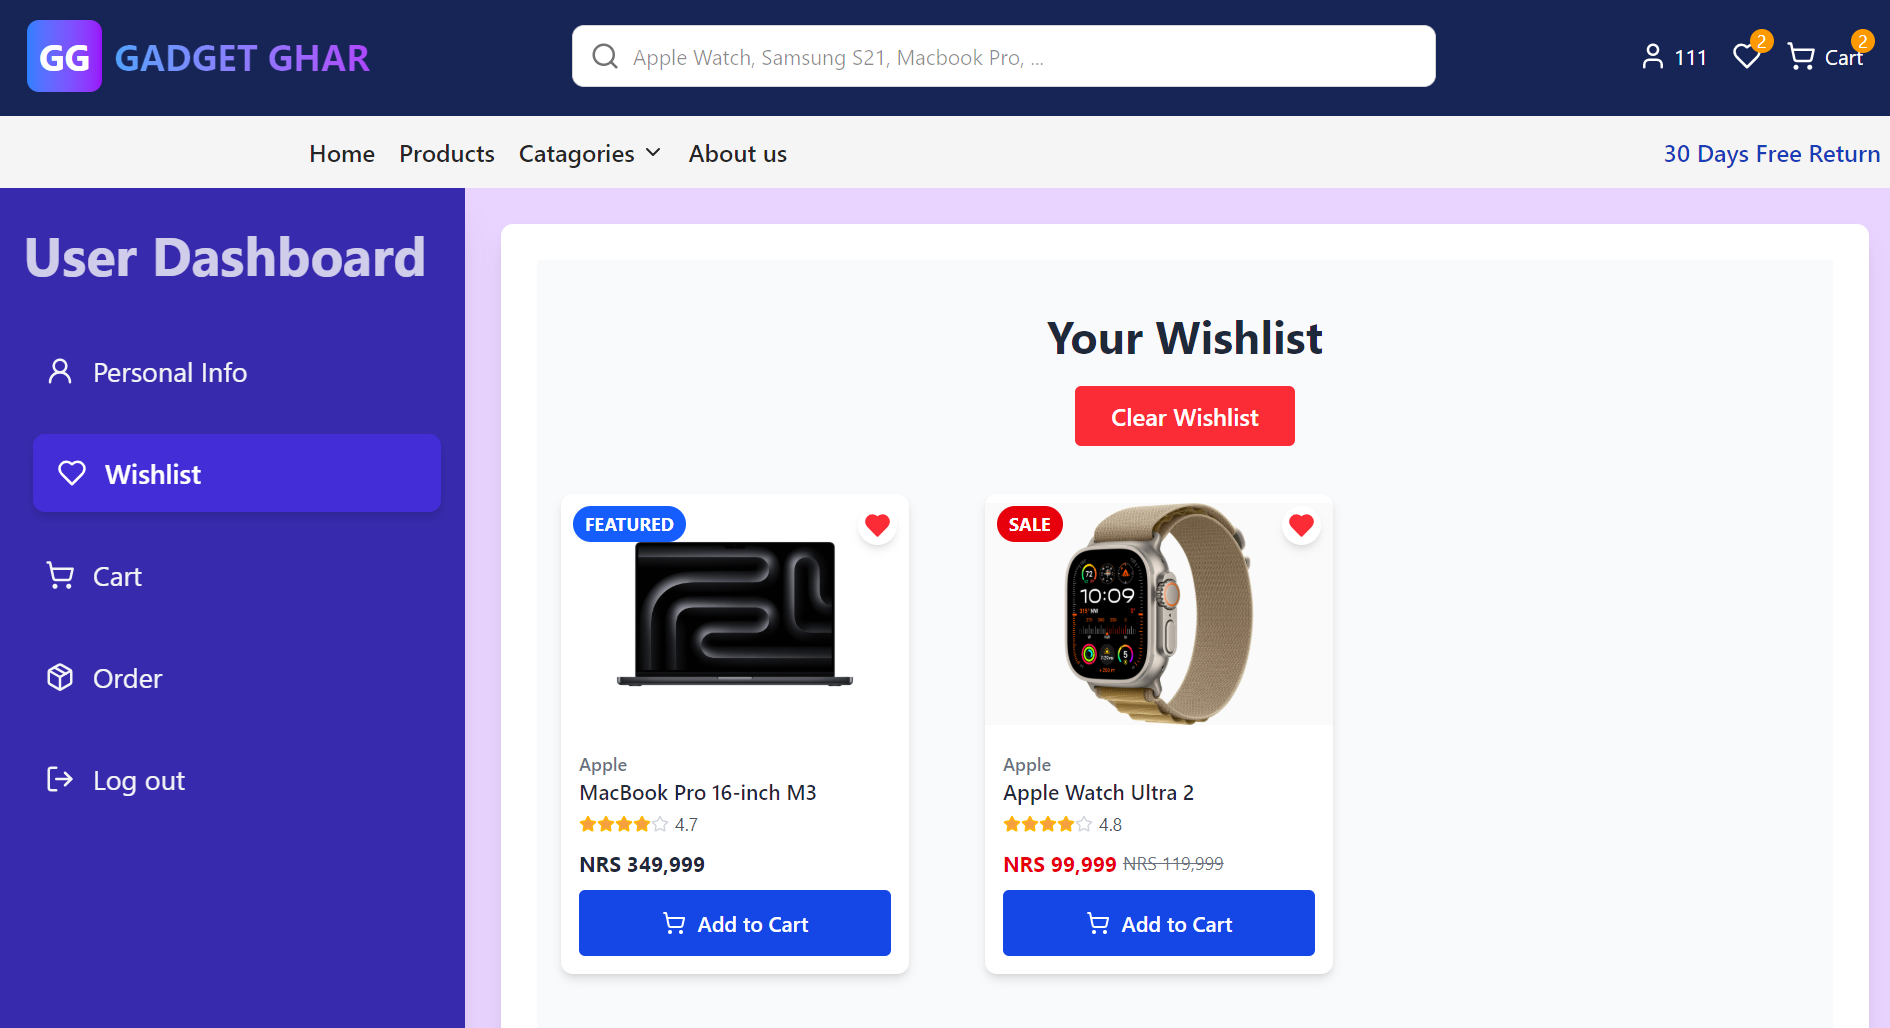 GG GADGET GHAR
Apple Watch, Samsung S21, Macbook Pro, ...
111
2
2
Cart
Home Products Catagories About us 30 Days Free Return
User Dashboard
Personal Info
Wishlist
Cart
Order
Log out
Your Wishlist
Clear Wishlist
FEATURED
Apple
MacBook Pro 16-inch M3
4.7
NRS 349,999
Add to Cart
SALE
10:09
Apple
Apple Watch Ultra 2
4.8
NRS 99,999 NRS 119,999
Add to Cart